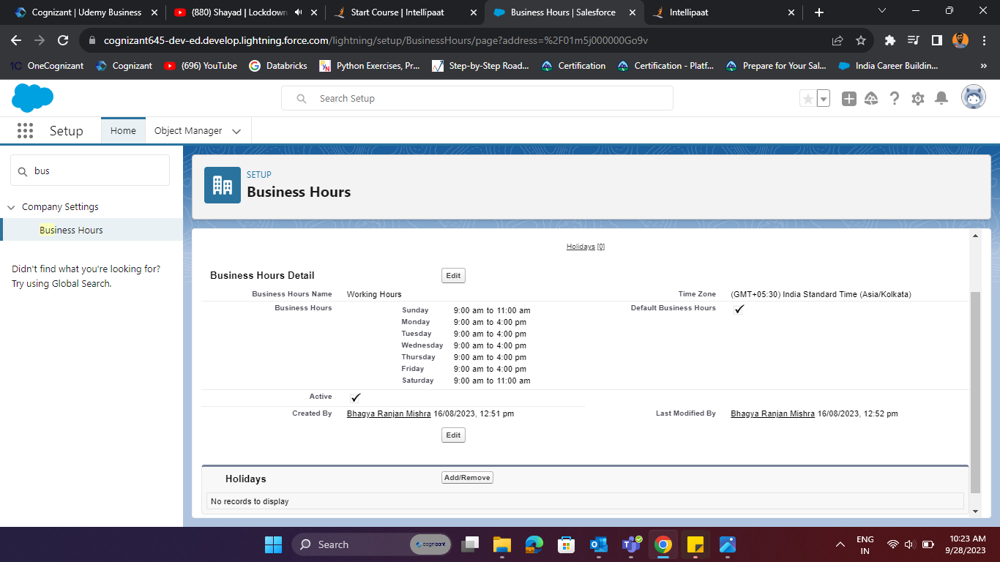 Cognizant | Udemy Business
(880) Shayad | Lockdown
Start Course | Intellipaat
Business Hours | Salesforce
Intellipaat
cognizant645-dev-ed.develop.lightning.force.com/lightning/setup/BusinessHours/page?address=%2F01m5j000000Go9v
1C OneCognizant
Cognizant
(696) YouTube
Databricks
Python Exercises, Pr...
Step-by-Step Road...
Certification
Certification - Platf...
Prepare for Your Sal...
India Career Buildin...
»
Search Setup
Setup
Home
Object Manager
bus
Company Settings
Business Hours
Didn't find what you're looking for?
Try using Global Search.
SETUP
Business Hours
Holidays [0]
Business Hours Detail
Edit
Business Hours Name Working Hours
Time Zone (GMT+05:30) India Standard Time (Asia/Kolkata)
Business Hours
Default Business Hours
Sunday 9:00 am to 11:00 am
Monday 9:00 am to 4:00 pm
Tuesday 9:00 am to 4:00 pm
Wednesday 9:00 am to 4:00 pm
Thursday 9:00 am to 4:00 pm
Friday 9:00 am to 4:00 pm
Saturday 9:00 am to 11:00 am
Active
Created By Bhagya Ranjan Mishra 16/08/2023, 12:51 pm
Last Modified By Bhagya Ranjan Mishra 16/08/2023, 12:52 pm
Edit
Holidays
Add/Remove
No records to display
Search
cognizant
ENG
IN
10:23 AM
9/28/2023